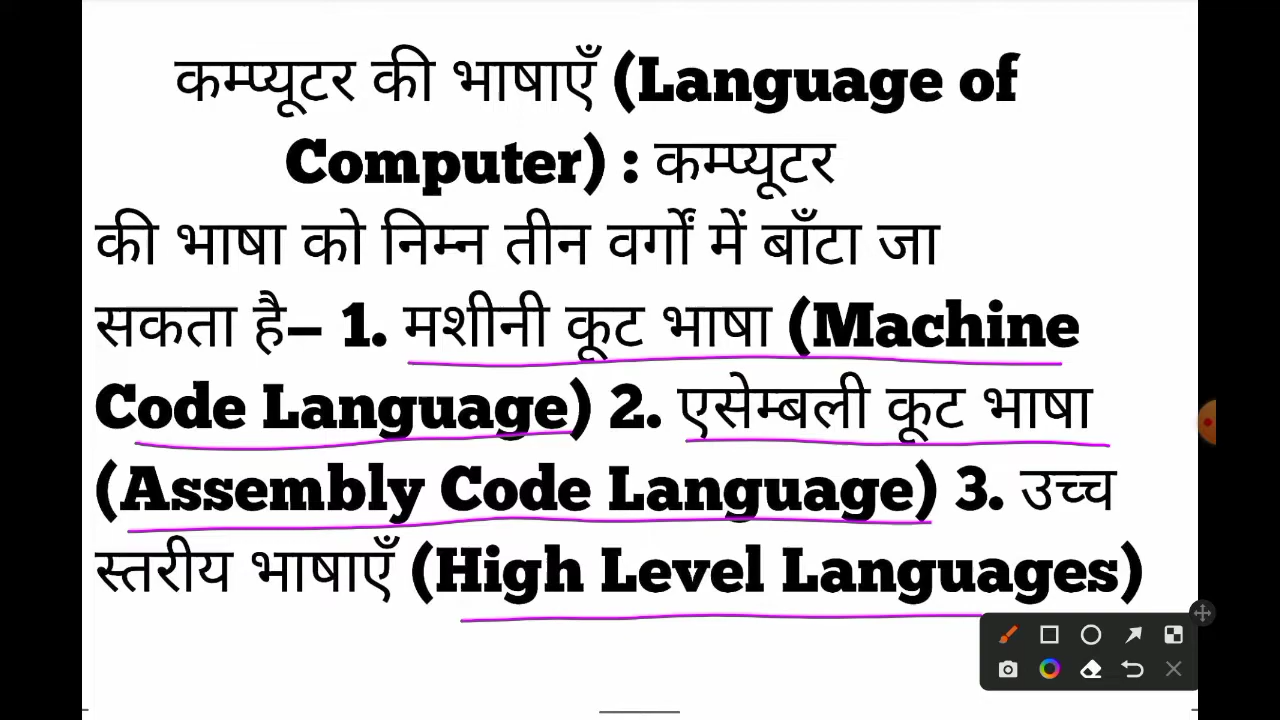 कम्प्यूटर की भाषाएँ (Language of
Computer) : कम्प्यूटर
की भाषा को निम्न तीन वर्गों में बाँटा जा
सकता है– 1. मशीनी कूट भाषा (Machine
Code Language) 2. एसेम्बली कूट भाषा
(Assembly Code Language) 3. उच्च
स्तरीय भाषाएँ (High Level Languages)